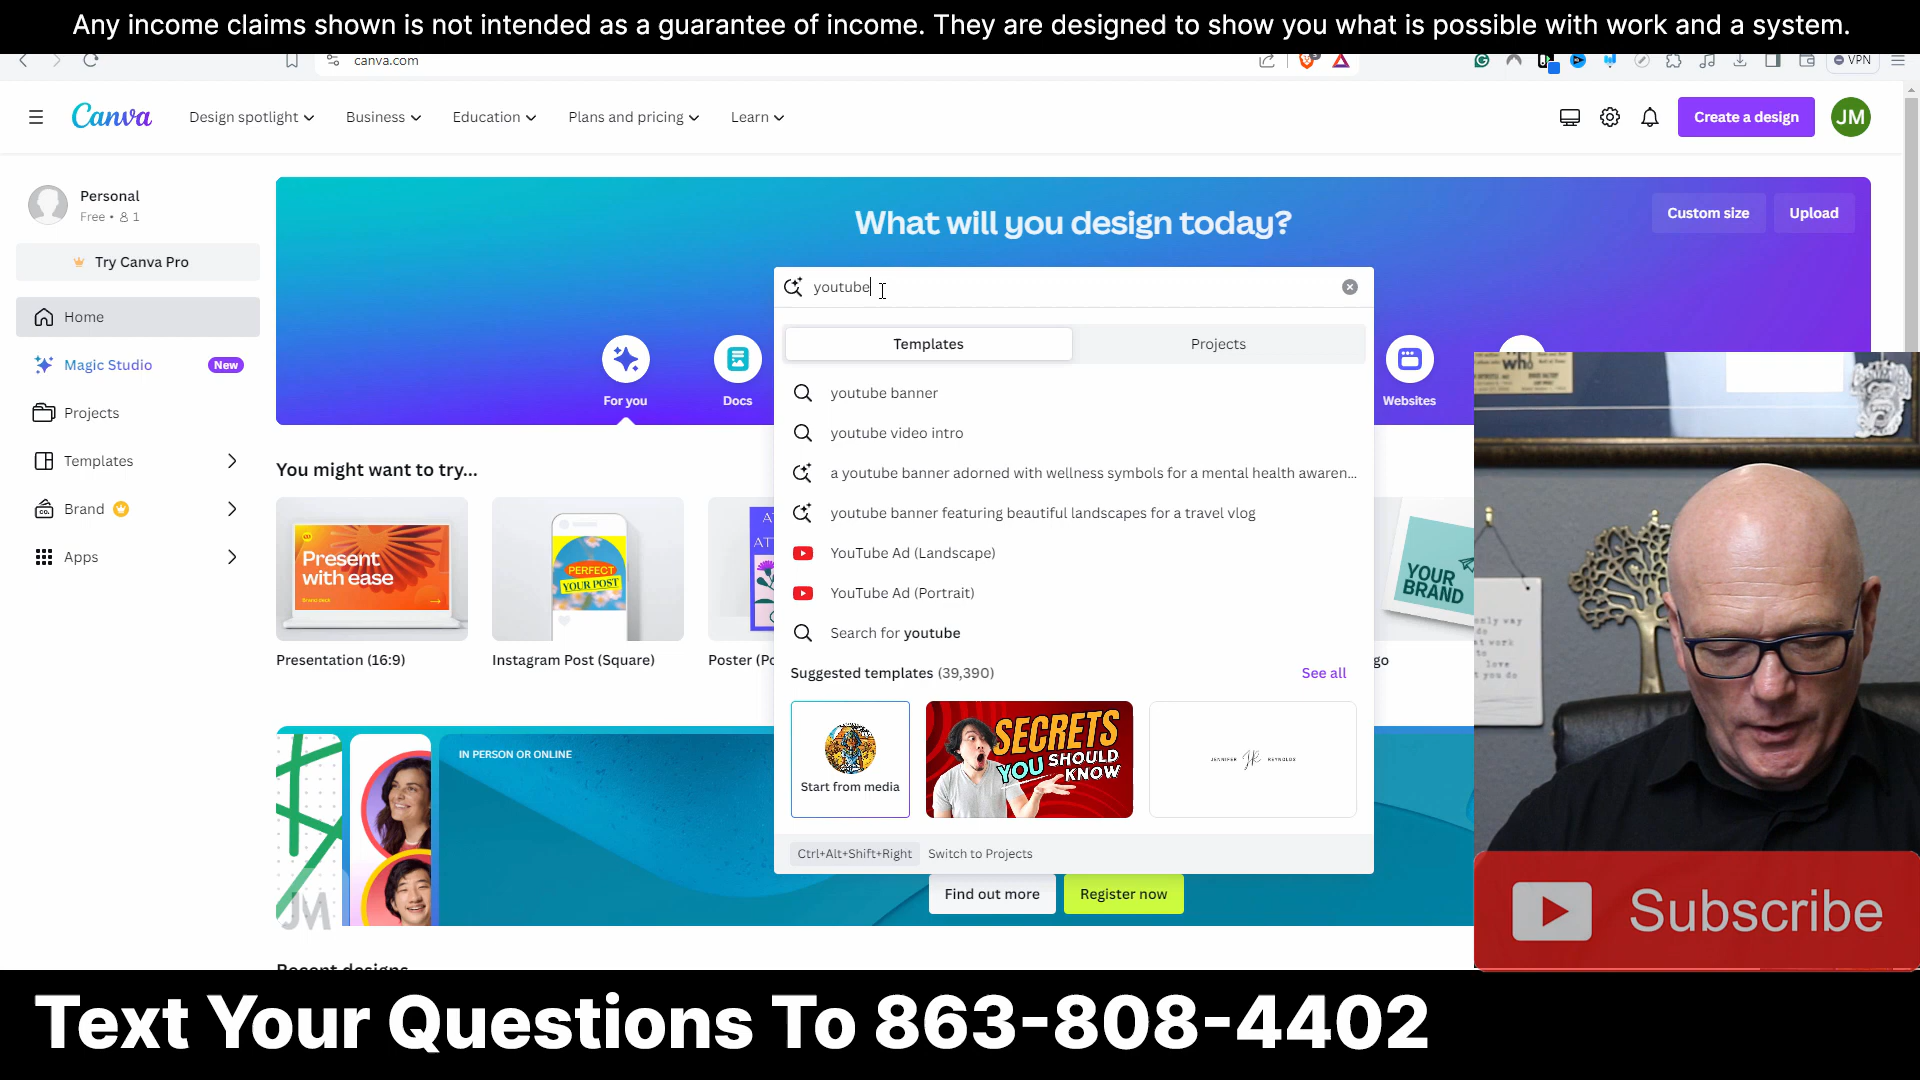 Any income claims shown is not intended as a guarantee of income. They are designed to show you what is possible with work and a system.
canva.com
VPN
Canva
Design spotlight
Business
Education
Plans and pricing
Learn
Create a design
JM
Personal
Free • 1
Try Canva Pro
Home
Magic Studio
New
Projects
Templates
Brand
Apps
What will you design today?
Custom size
Upload
youtube
Templates
Projects
youtube banner
youtube video intro
a youtube banner adorned with wellness symbols for a mental health awaren...
youtube banner featuring beautiful landscapes for a travel vlog
YouTube Ad (Landscape)
YouTube Ad (Portrait)
Search for youtube
Suggested templates (39,390)
See all
Start from media
SECRETS
YOU SHOULD
KNOW
JENNIFER JR REYNOLDS
Ctrl+Alt+Shift+Right
Switch to Projects
For you
Docs
Websites
You might want to try...
Present
with ease
PERFECT
YOUR POST
YOUR
BRAND
Presentation (16:9)
Instagram Post (Square)
Poster (Po
go
IN PERSON OR ONLINE
JM
Find out more
Register now
Recent designs
Subscribe
Text Your Questions To 863-808-4402